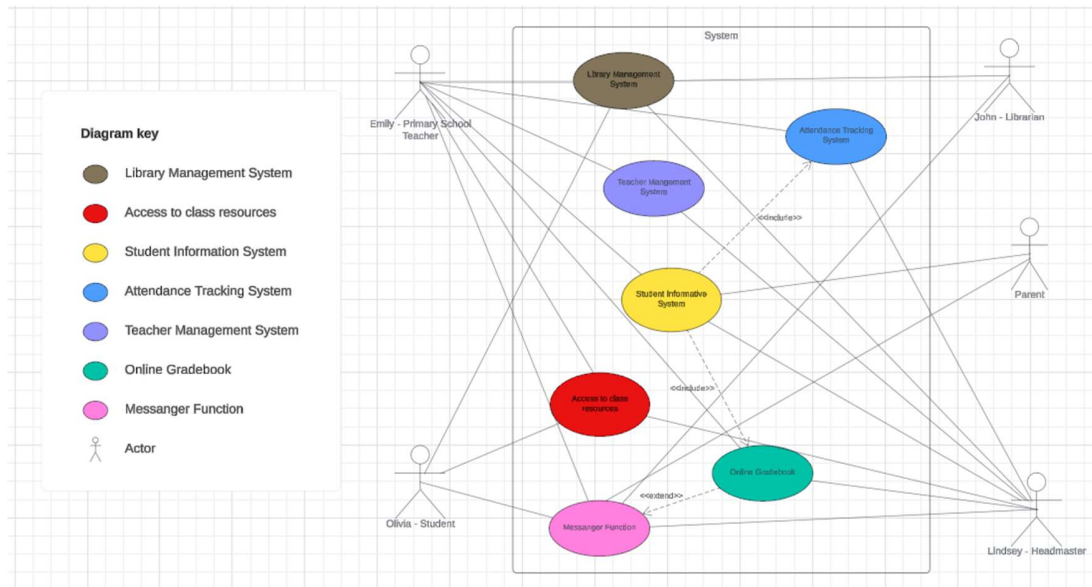 System
Library Management
System
Emily - Primary School
Teacher
John - Librarian
Attendance Tracking
System
Diagram key
Library Management System
Access to class resources
Student Information System
Attendance Tracking System
Teacher Management System
Online Gradebook
Messanger Function
Actor
Teacher Mangement
System
<<include>>
Student Informative
System
Parent
<<include>>
Access to class
resources
Online Gradebook
<<extend>>
Olivia - Student
Messanger Function
Lindsey - Headmaster